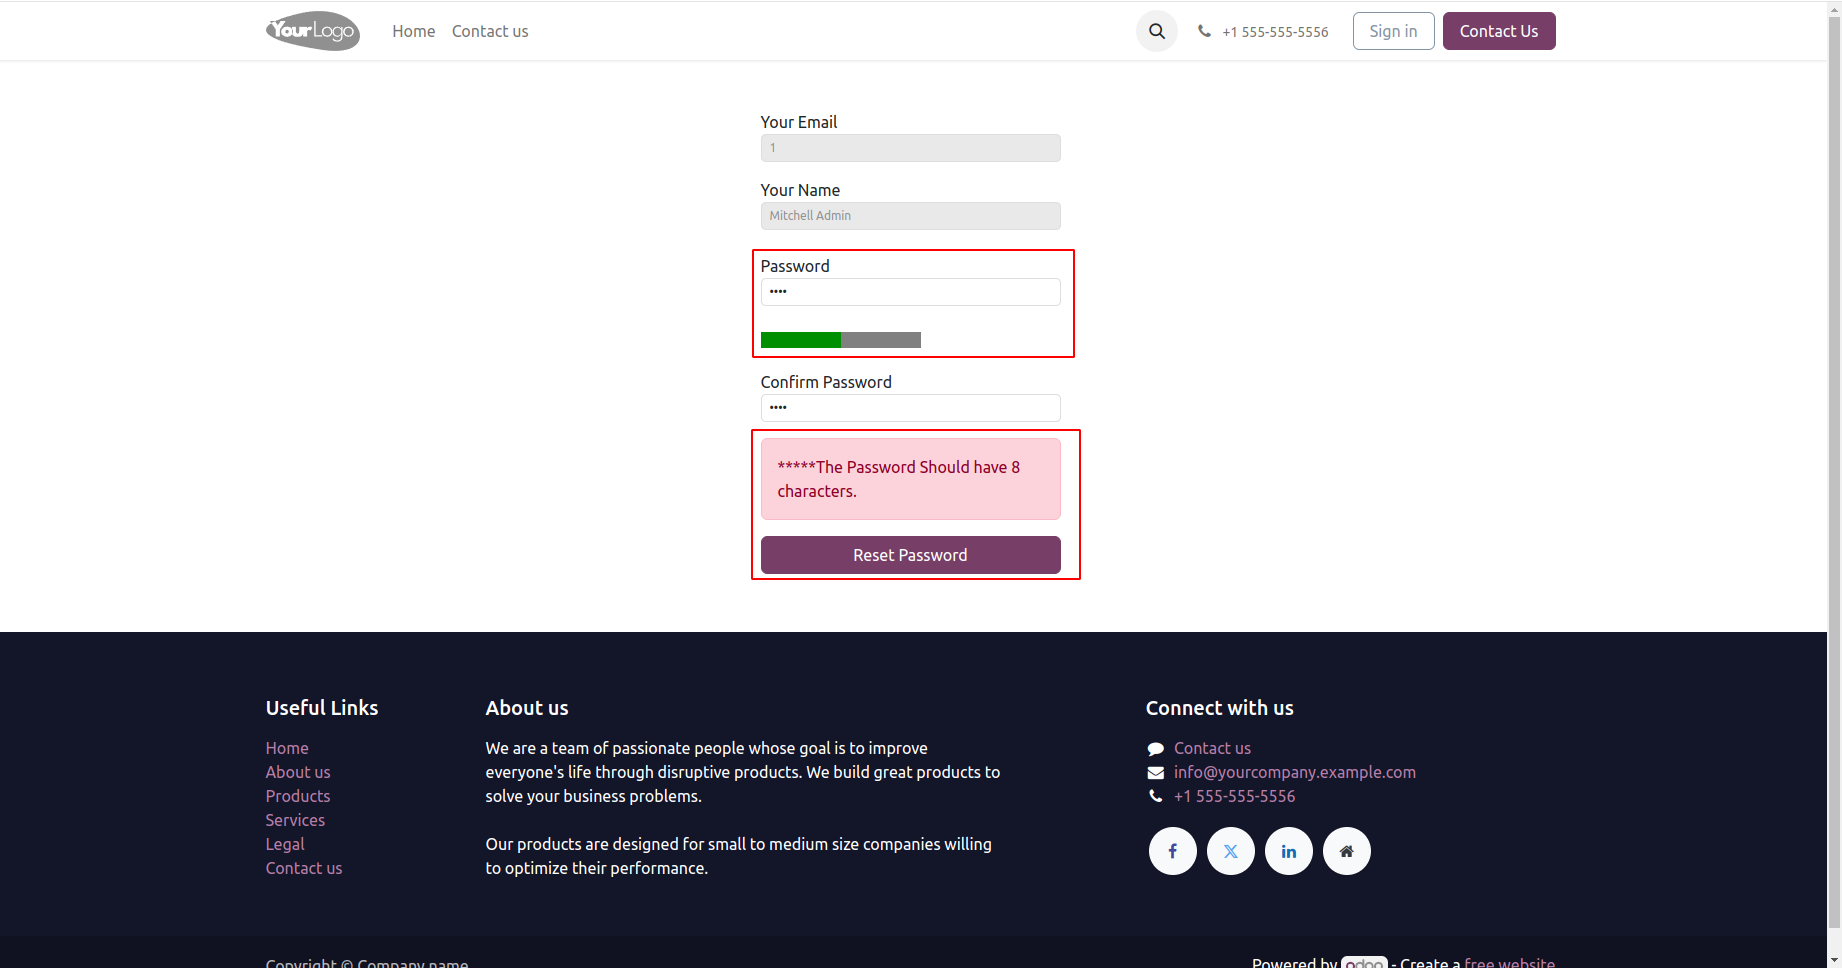 YourLogo
Home
Contact us
+1 555-555-5556
Sign in
Contact Us
Your Email
1
Your Name
Mitchell Admin
Password
••••
Confirm Password
••••
*****The Password Should have 8
characters.
Reset Password
Useful Links
Home
About us
Products
Services
Legal
Contact us
About us
We are a team of passionate people whose goal is to improve
everyone's life through disruptive products. We build great products to
solve your business problems.
Our products are designed for small to medium size companies willing
to optimize their performance.
Connect with us
Contact us
info@yourcompany.example.com
+1 555-555-5556
Copyright © Company name
Powered by odoo - Create a free website